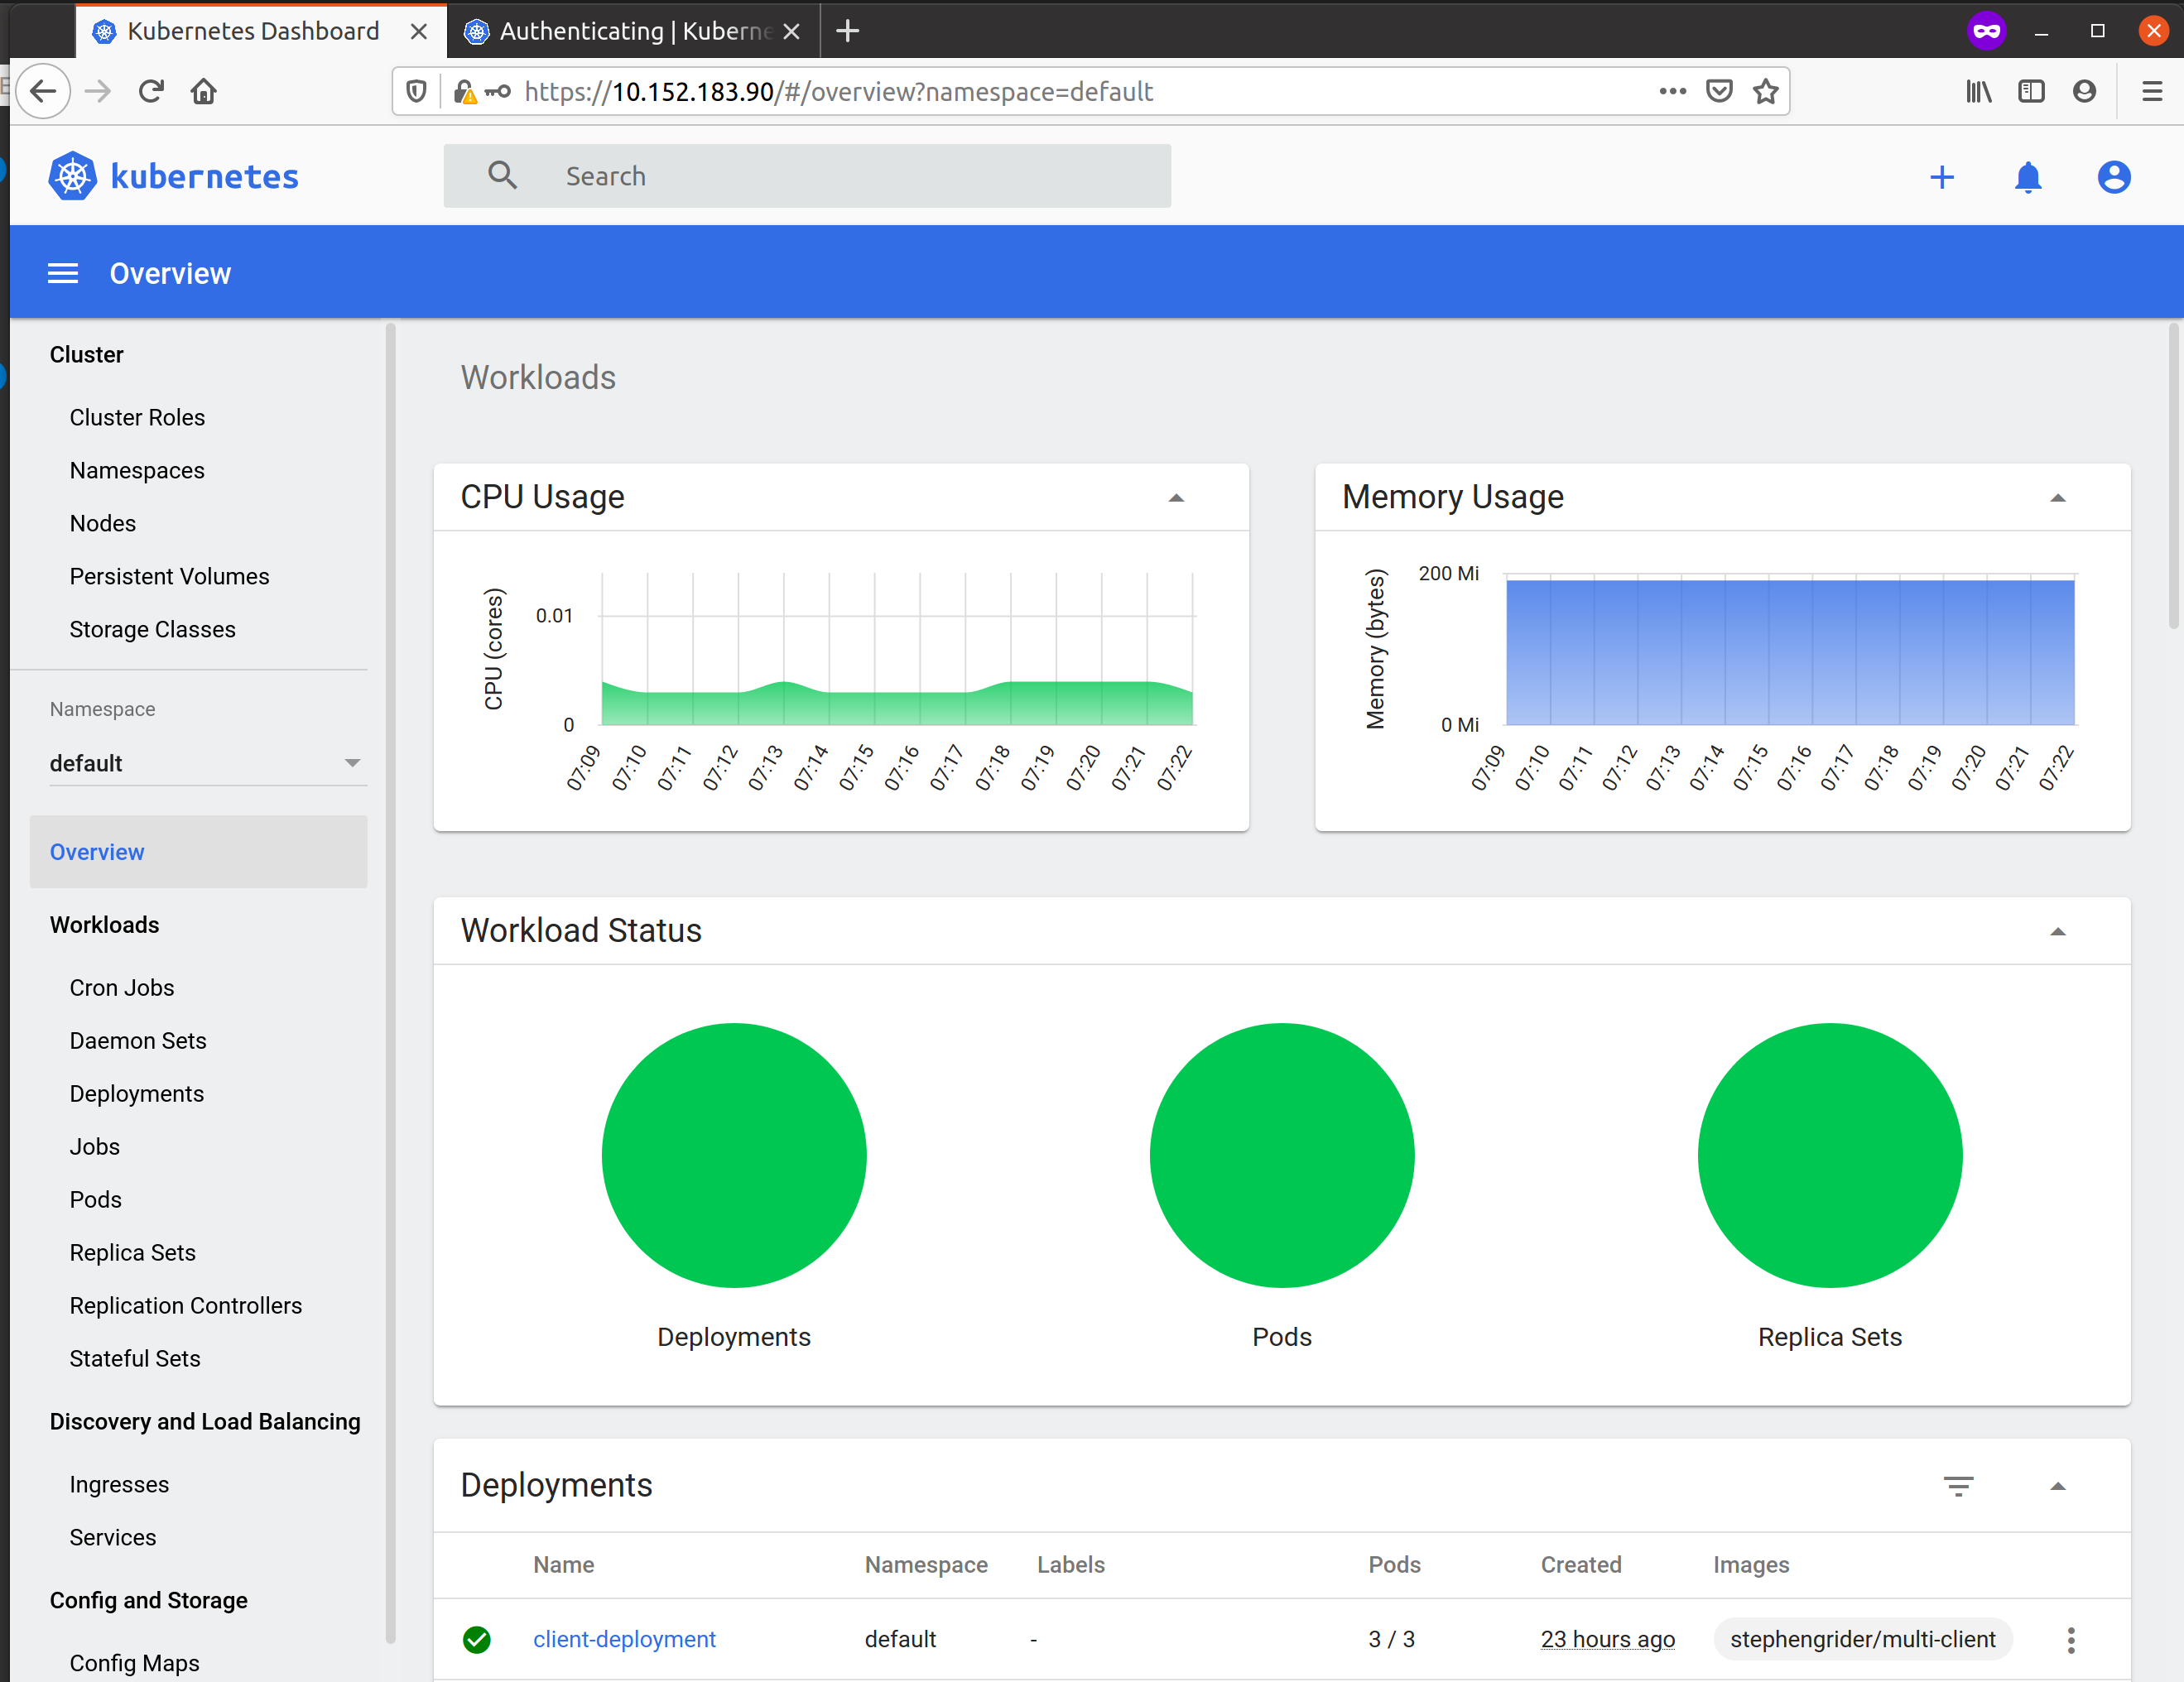 Kubernetes Dashboard
Authenticating | Kuberne
https://10.152.183.90/#/overview?namespace=default
kubernetes
Search
Overview
Cluster
Cluster Roles
Namespaces
Nodes
Persistent Volumes
Storage Classes
Namespace
default
Overview
Workloads
Cron Jobs
Daemon Sets
Deployments
Jobs
Pods
Replica Sets
Replication Controllers
Stateful Sets
Discovery and Load Balancing
Ingresses
Services
Config and Storage
Config Maps
Workloads
CPU Usage
CPU (cores)
0.01
0
07:09 07:10 07:11 07:12 07:13 07:14 07:15 07:16 07:17 07:18 07:19 07:20 07:21 07:22
Memory Usage
Memory (bytes)
200 Mi
0 Mi
07:09 07:10 07:11 07:12 07:13 07:14 07:15 07:16 07:17 07:18 07:19 07:20 07:21 07:22
Workload Status
Deployments
Pods
Replica Sets
Deployments
Name Namespace Labels Pods Created Images
client-deployment default - 3 / 3 23 hours ago stephengrider/multi-client